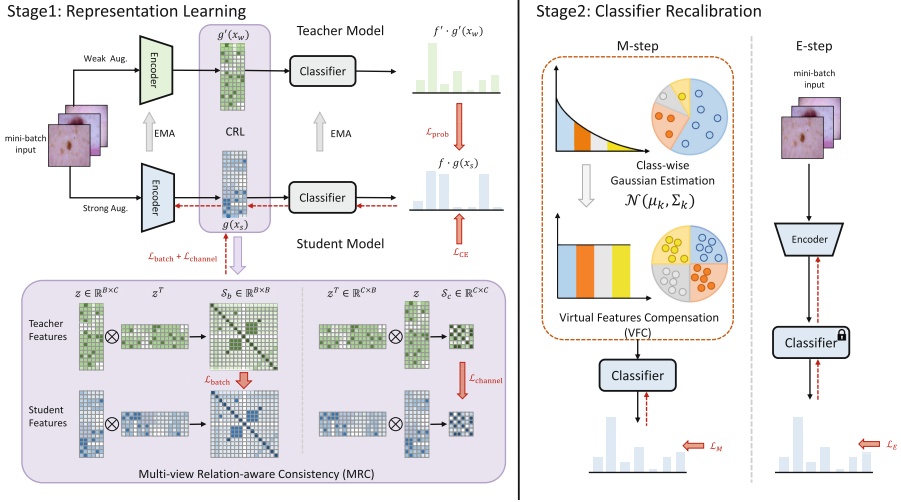 Stage1: Representation Learning
Teacher Model
g′(x_w)
f′ · g′(x_w)
Weak Aug.
Encoder
Classifier
mini-batch
input
EMA
CRL
EMA
ℒ_prob
f · g(x_s)
Strong Aug.
Encoder
Classifier
g(x_s)
Student Model
ℒ_CE
ℒ_batch + ℒ_channel
z ∈ ℝ^{B×C}
z^T
𝒮_b ∈ ℝ^{B×B}
z^T ∈ ℝ^{C×B}
z
𝒮_c ∈ ℝ^{C×C}
Teacher
Features
ℒ_batch
ℒ_channel
Student
Features
Multi-view Relation-aware Consistency (MRC)
Stage2: Classifier Recalibration
M-step
Class-wise
Gaussian Estimation
𝒩(μ_k, Σ_k)
Virtual Features Compensation
(VFC)
Classifier
ℒ_M
E-step
mini-batch
input
Encoder
Classifier
ℒ_E